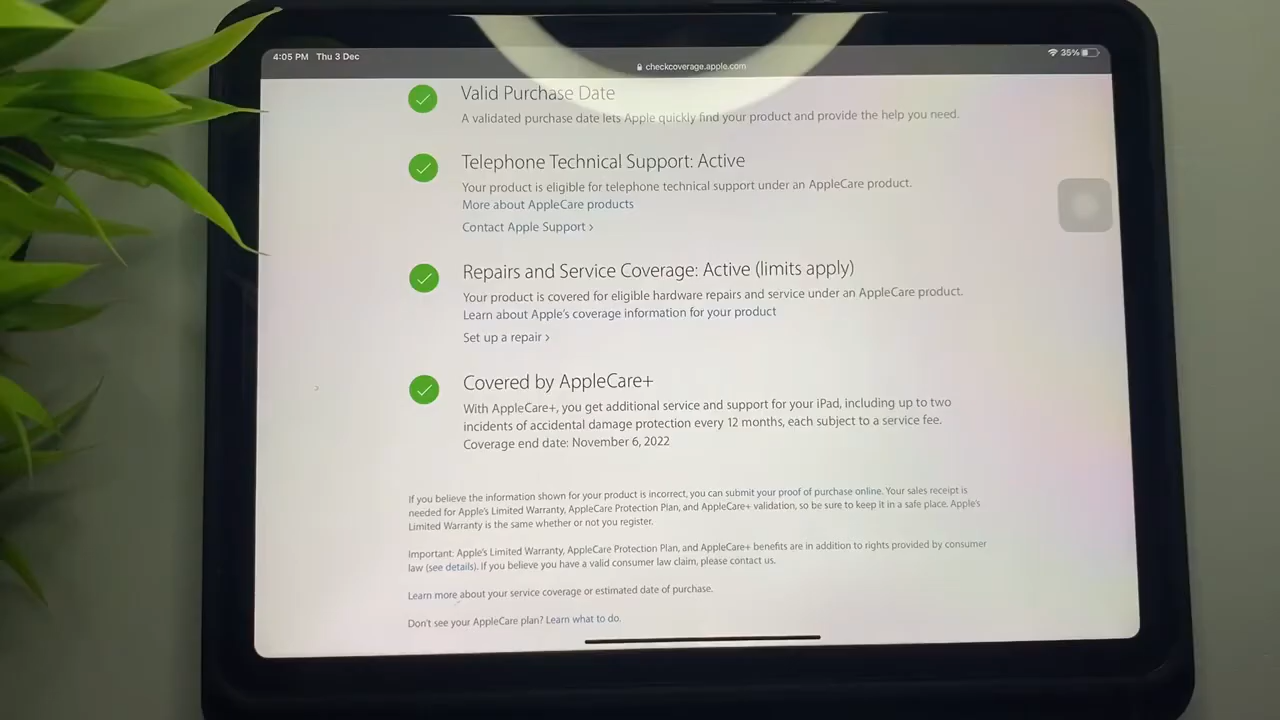 4:05 PM Thu 3 Dec
35%
checkcoverage.apple.com
Valid Purchase Date
A validated purchase date lets Apple quickly find your product and provide the help you need.
Telephone Technical Support: Active
Your product is eligible for telephone technical support under an AppleCare product.
More about AppleCare products
Contact Apple Support >
Repairs and Service Coverage: Active (limits apply)
Your product is covered for eligible hardware repairs and service under an AppleCare product.
Learn about Apple's coverage information for your product
Set up a repair >
Covered by AppleCare+
With AppleCare+, you get additional service and support for your iPad, including up to two
incidents of accidental damage protection every 12 months, each subject to a service fee.
Coverage end date: November 6, 2022
If you believe the information shown for your product is incorrect, you can submit your proof of purchase online. Your sales receipt is
needed for Apple's Limited Warranty, AppleCare Protection Plan, and AppleCare+ validation, so be sure to keep it in a safe place. Apple's
Limited Warranty is the same whether or not you register.
Important: Apple's Limited Warranty, AppleCare Protection Plan, and AppleCare+ benefits are in addition to rights provided by consumer
law (see details). If you believe you have a valid consumer law claim, please contact us.
Learn more about your service coverage or estimated date of purchase.
Don't see your AppleCare plan? Learn what to do.